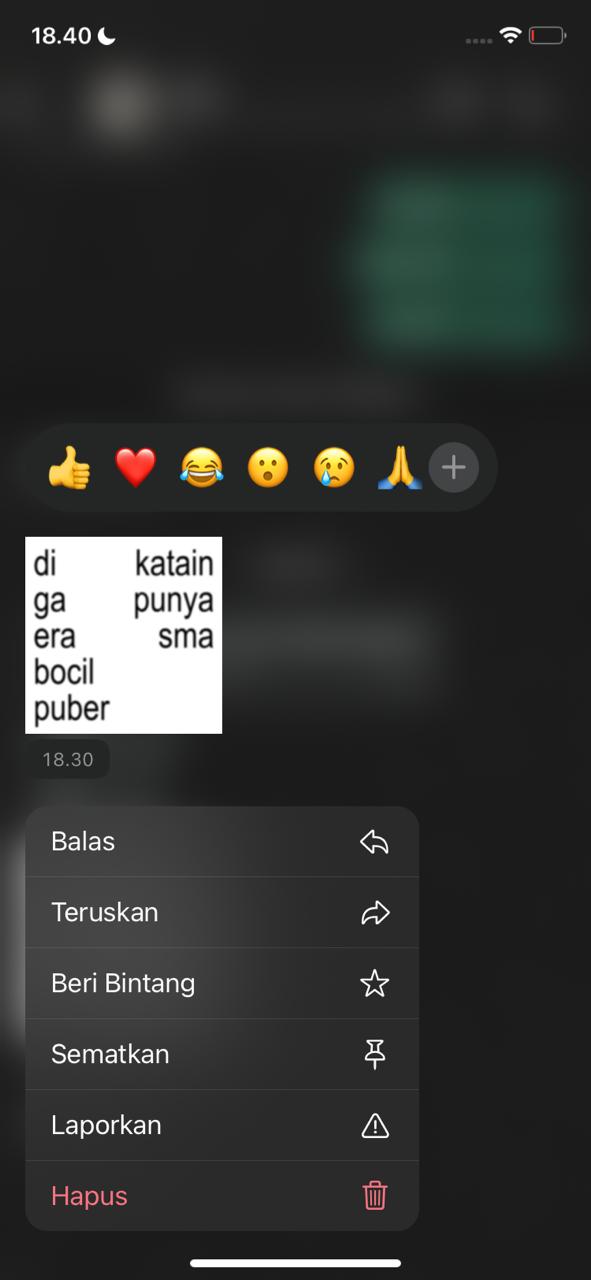 18.40
di katain
ga punya
era sma
bocil
puber
18.30
Balas
Teruskan
Beri Bintang
Sematkan
Laporkan
Hapus